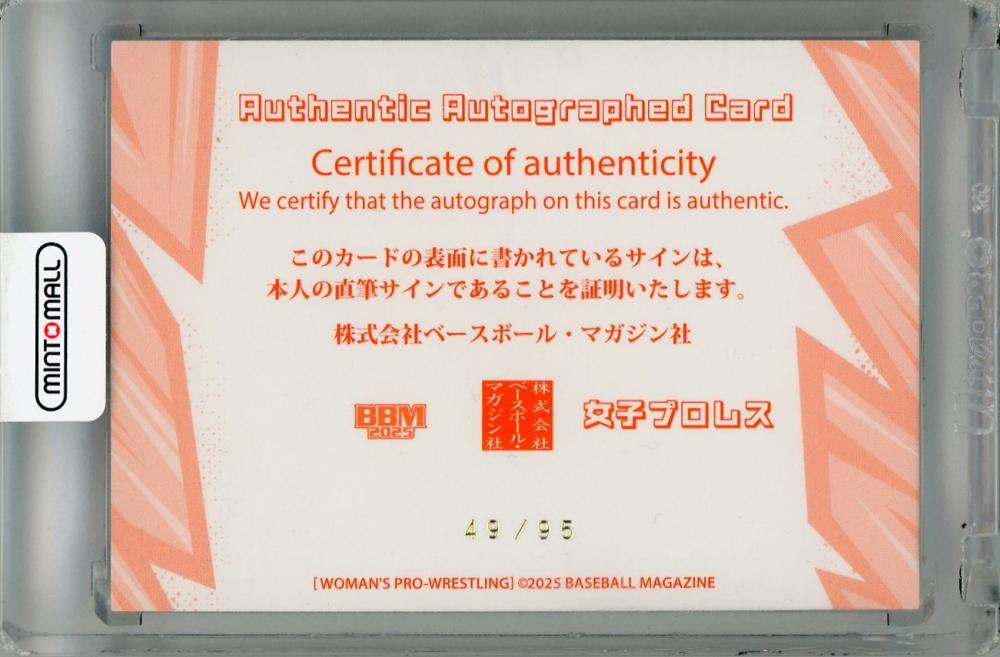 Authentic Autographed Card
Certificate of authenticity
We certify that the autograph on this card is authentic.
このカードの表面に書かれているサインは、
本人の直筆サインであることを証明いたします。
株式会社ベースボール・マガジン社
MINT MALL
BBM
2025
株式会社
ベースボール・
マガジン社
女子プロレス
49/95
[WOMAN'S PRO-WRESTLING] ©2025 BASEBALL MAGAZINE